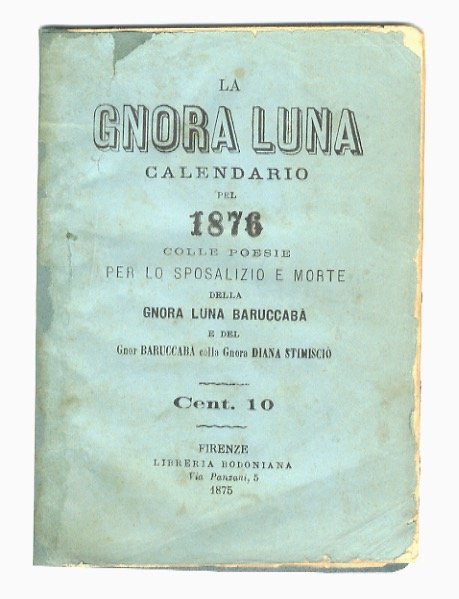 LA
GNORA LUNA
CALENDARIO
PEL
1876
COLLE POESIE
PER LO SPOSALIZIO E MORTE
DELLA
GNORA LUNA BARUCCABÀ
E DEL
Gnor BARUCCABÀ colla Gnora DIANA STIMISCIÒ
Cent. 10
FIRENZE
LIBRERIA BODONIANA
Via Panzani, 5
1875